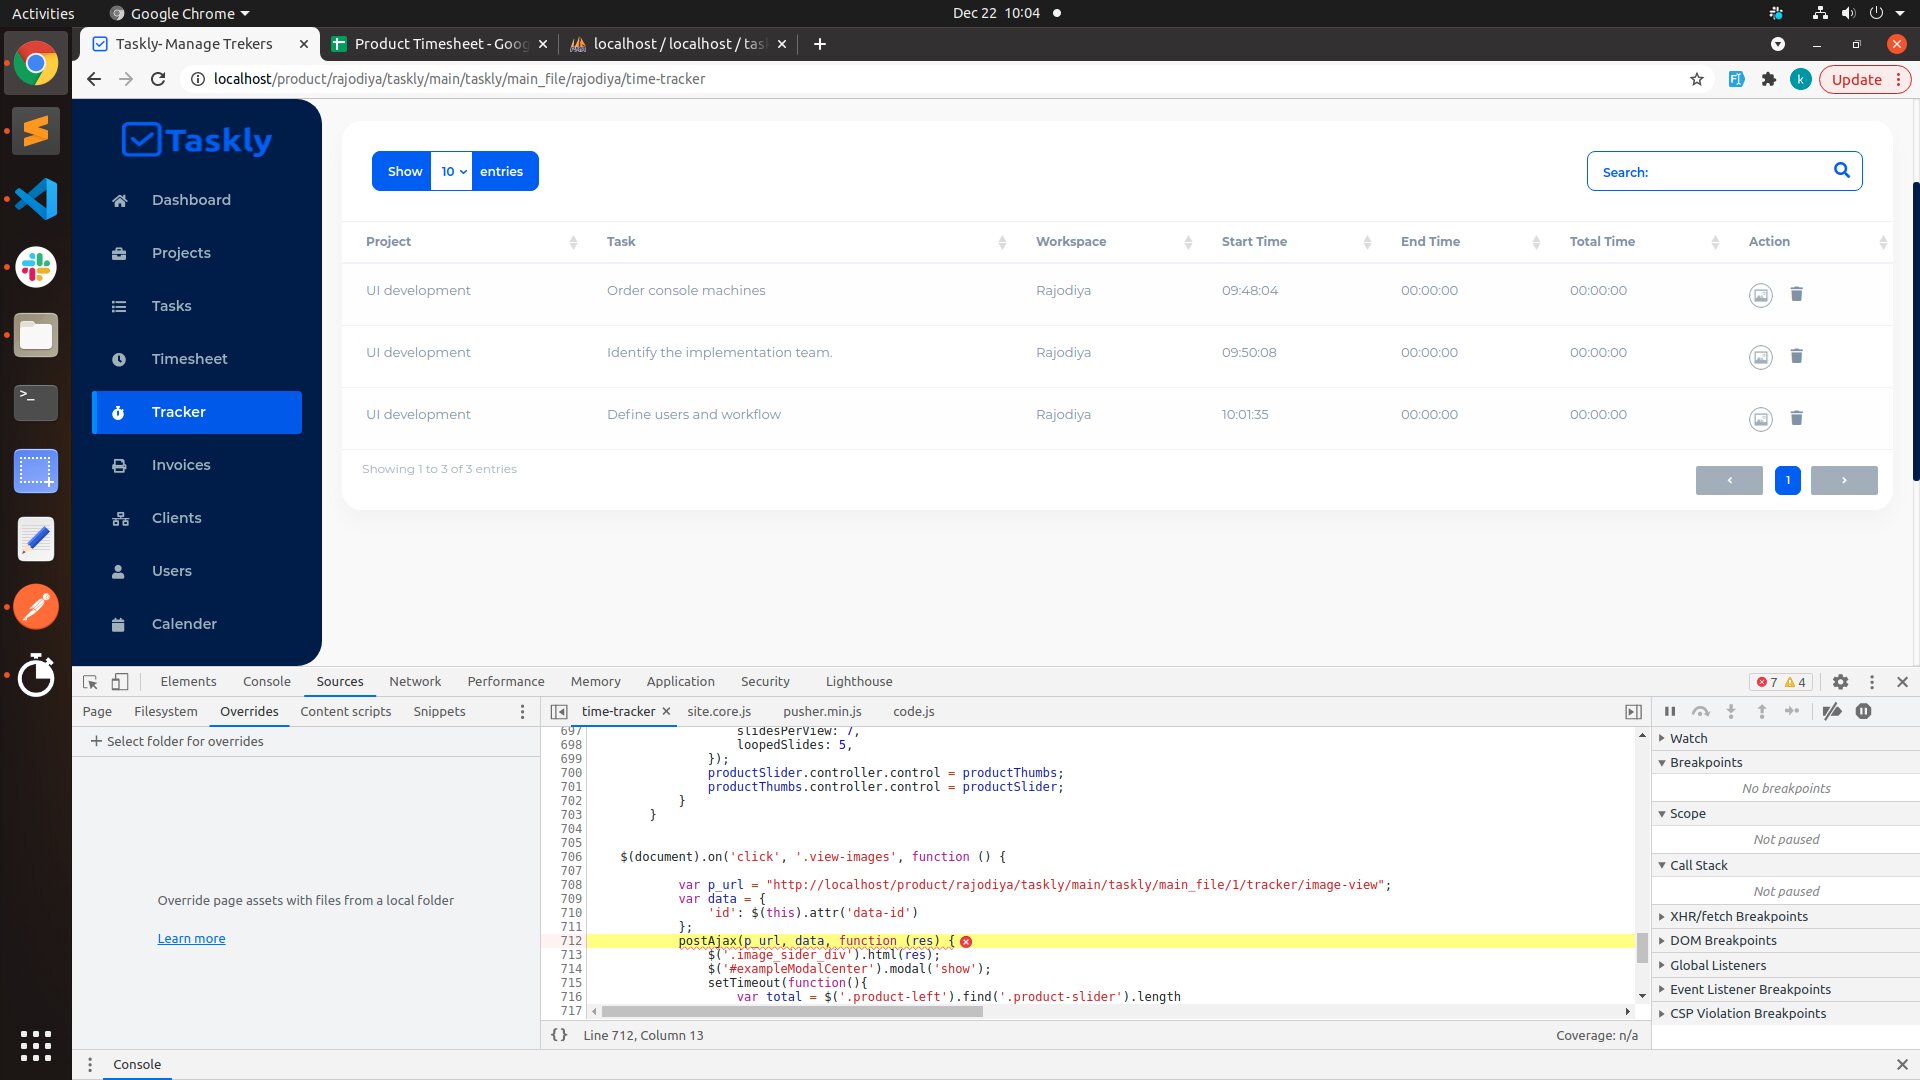 Activities
Google Chrome
Dec 22 10:04
Taskly- Manage Trekers
Product Timesheet - Goog
localhost / localhost / task
localhost/product/rajodiya/taskly/main/taskly/main_file/rajodiya/time-tracker
k
Update
Taskly
Dashboard
Projects
Tasks
Timesheet
Tracker
Invoices
Clients
Users
Calender
Show 10 entries
Search:
Project Task Workspace Start Time End Time Total Time Action
UI development Order console machines Rajodiya 09:48:04 00:00:00 00:00:00
UI development Identify the implementation team. Rajodiya 09:50:08 00:00:00 00:00:00
UI development Define users and workflow Rajodiya 10:01:35 00:00:00 00:00:00
Showing 1 to 3 of 3 entries
‹ 1 ›
Elements Console Sources Network Performance Memory Application Security Lighthouse
7 4
Page Filesystem Overrides Content scripts Snippets
+ Select folder for overrides
Override page assets with files from a local folder
Learn more
time-tracker site.core.js pusher.min.js code.js
697 slidesPerView: 7,
698 loopedSlides: 5,
699 });
700 productSlider.controller.control = productThumbs;
701 productThumbs.controller.control = productSlider;
702 }
703 }
704
705
706 $(document).on('click', '.view-images', function () {
707
708 var p_url = "http://localhost/product/rajodiya/taskly/main/taskly/main_file/1/tracker/image-view";
709 var data = {
710 'id': $(this).attr('data-id')
711 };
712 postAjax(p_url, data, function (res) {
713 $('.image_sider_div').html(res);
714 $('#exampleModalCenter').modal('show');
715 setTimeout(function(){
716 var total = $('.product-left').find('.product-slider').length
717
{} Line 712, Column 13
Coverage: n/a
Watch
Breakpoints
No breakpoints
Scope
Not paused
Call Stack
Not paused
XHR/fetch Breakpoints
DOM Breakpoints
Global Listeners
Event Listener Breakpoints
CSP Violation Breakpoints
Console